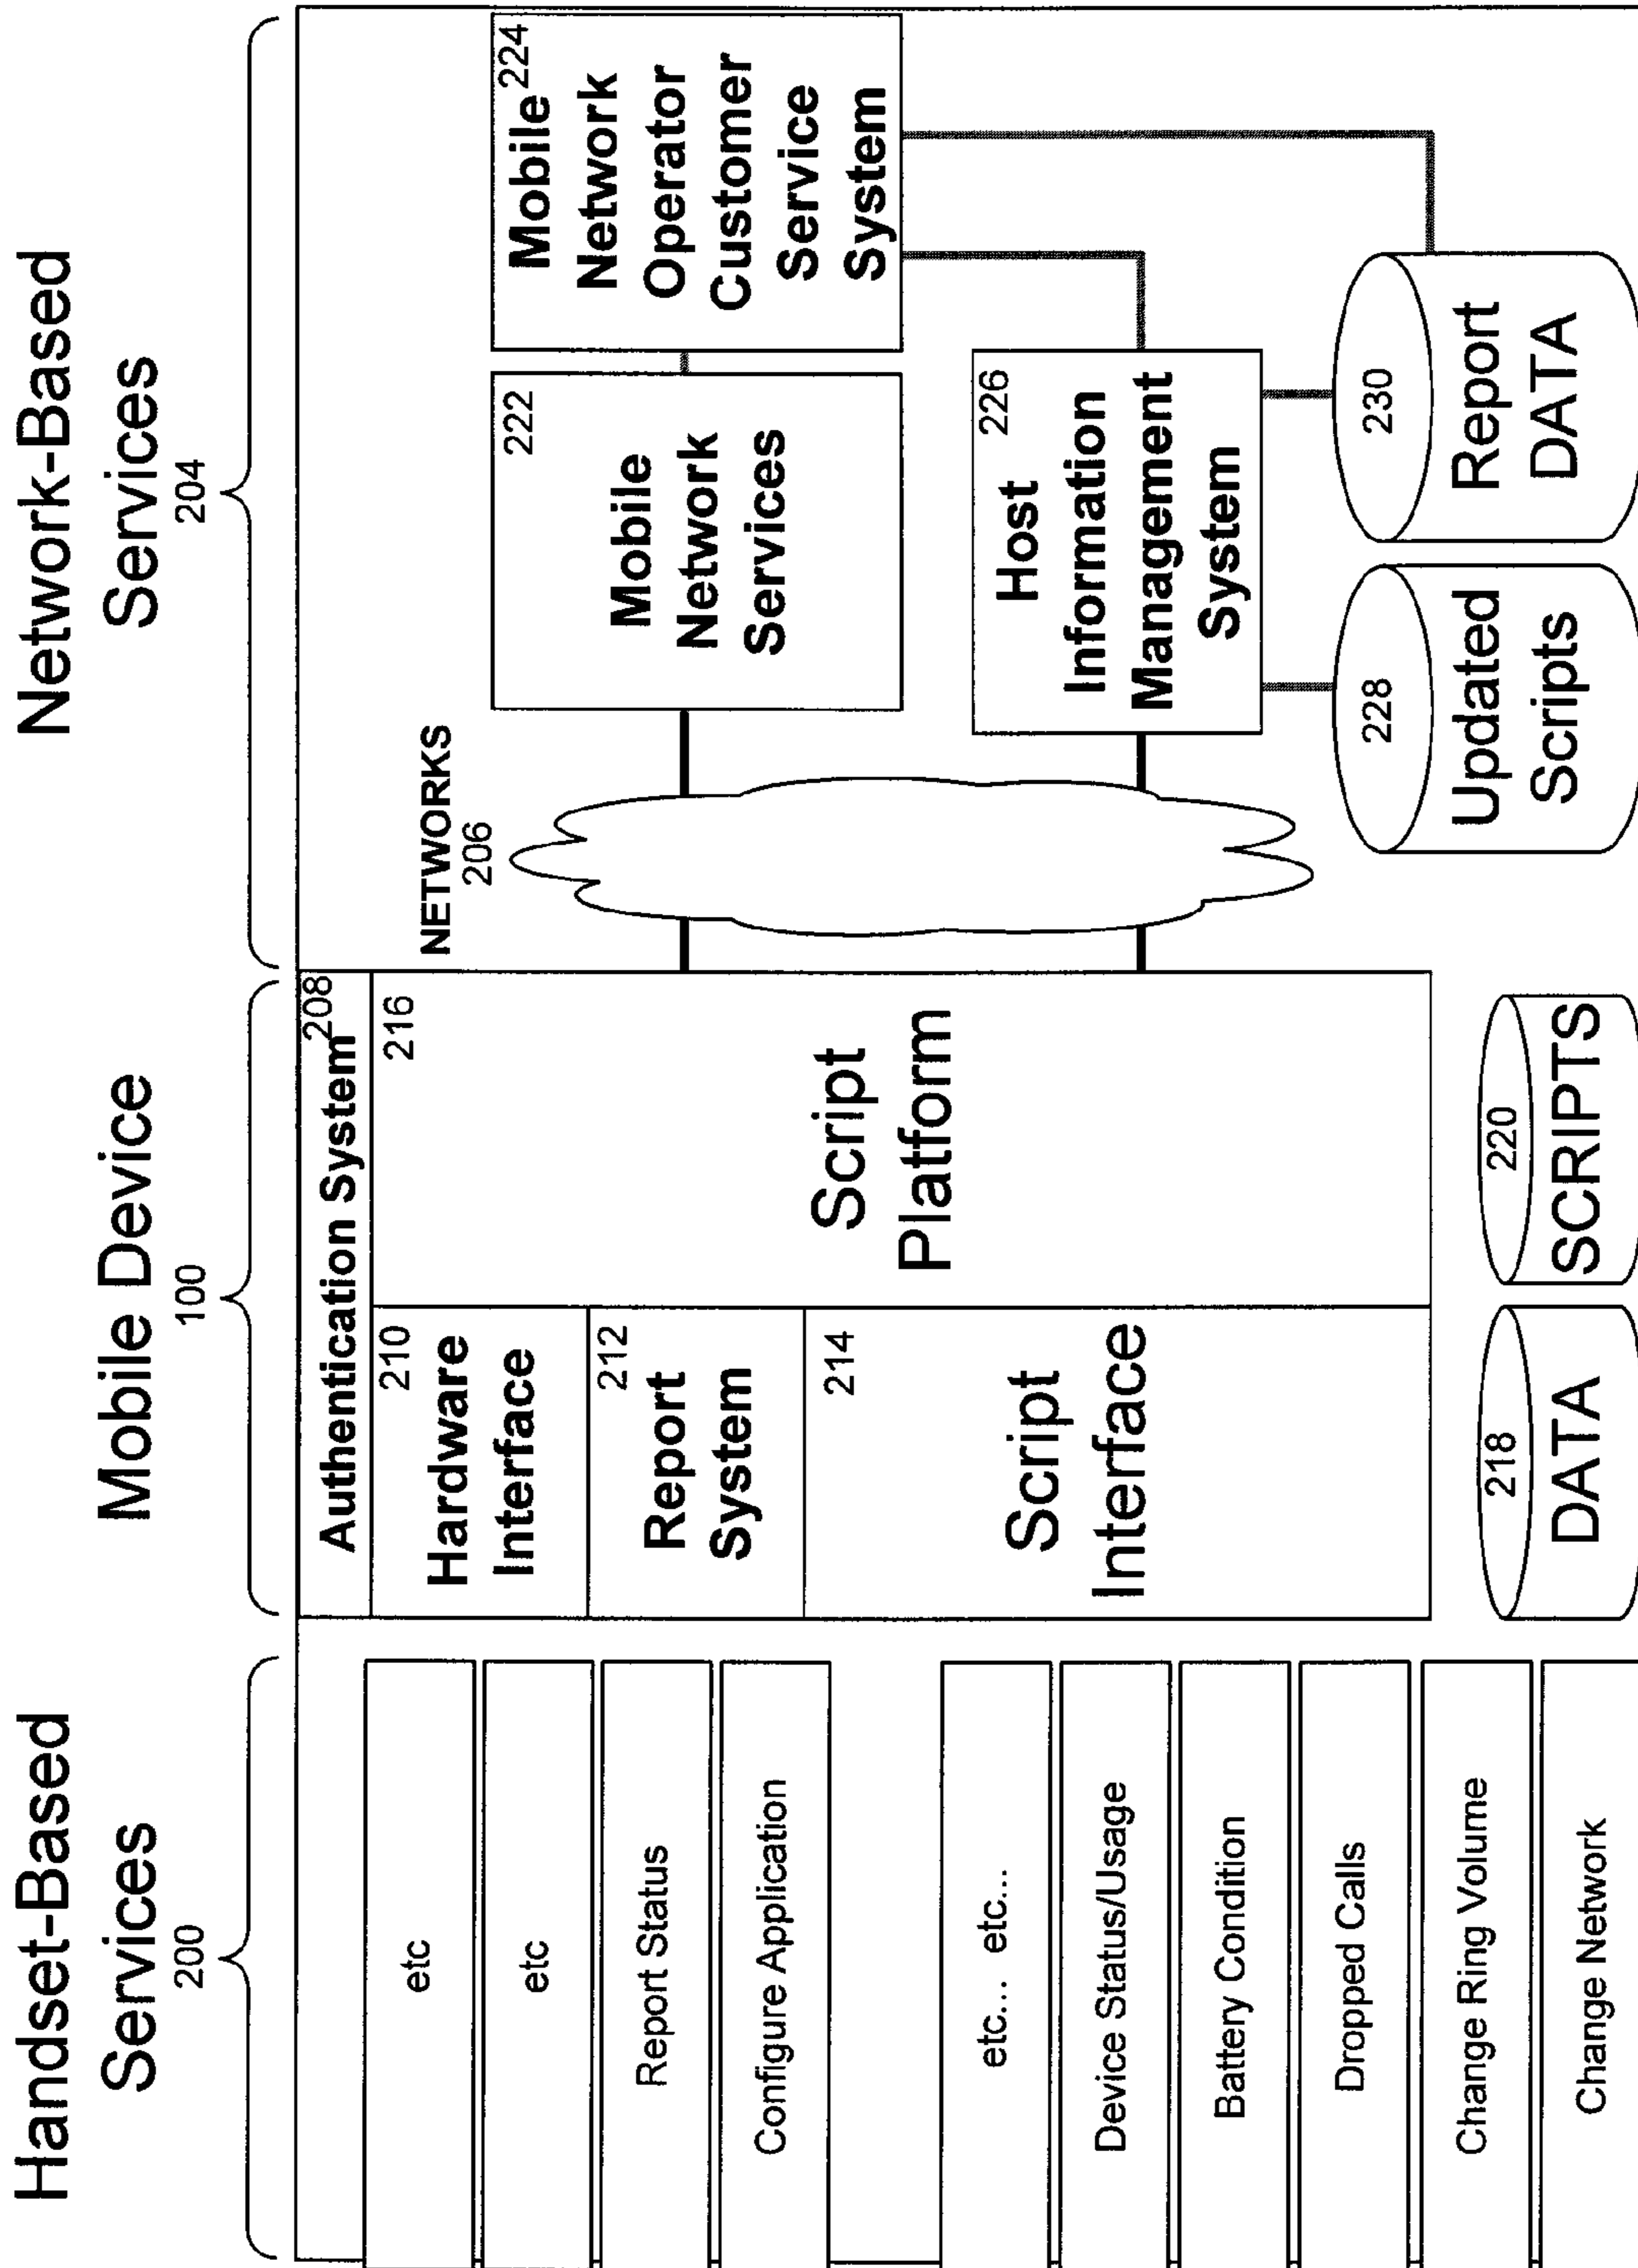 Handset-Based
Services
200
Mobile Device
100
Network-Based
Services
204
etc
etc
Report Status
Configure Application
etc... etc...
Device Status/Usage
Battery Condition
Dropped Calls
Change Ring Volume
Change Network
Authentication System
208
210
Hardware
Interface
212
Report
System
214
Script
Interface
216
Script
Platform
218
DATA
220
SCRIPTS
NETWORKS
206
222
Mobile
Network
Services
224
Mobile
Network
Operator
Customer
Service
System
226
Host
Information
Management
System
228
Updated
Scripts
230
Report
DATA